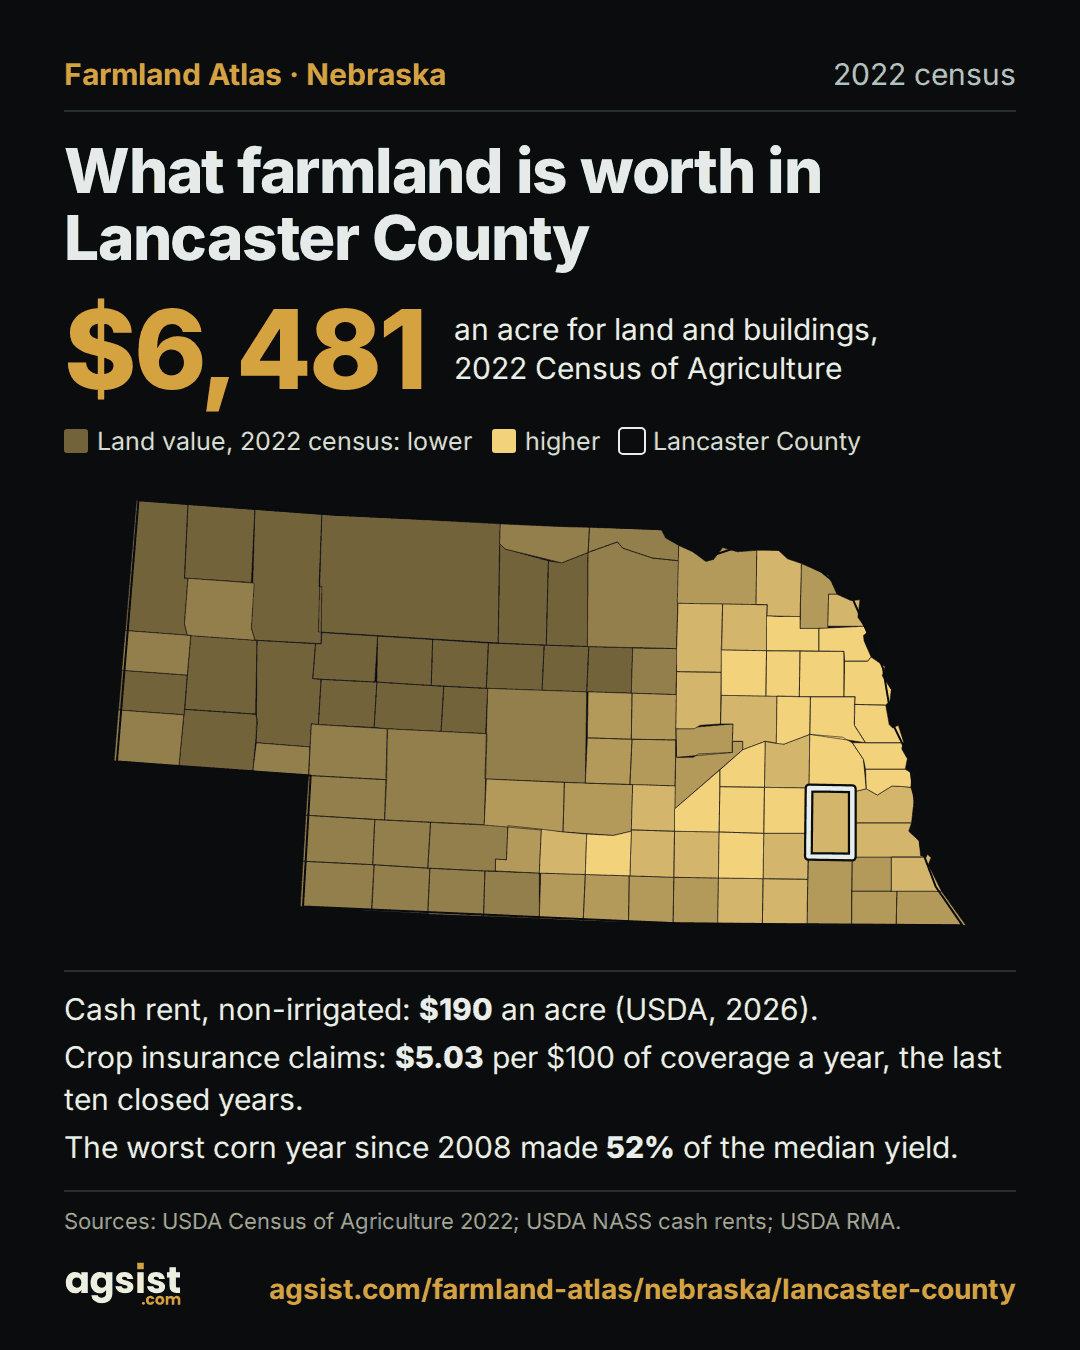 Farmland Atlas · Nebraska
2022 census
What farmland is worth in
Lancaster County
$6,481
an acre for land and buildings,
2022 Census of Agriculture
Land value, 2022 census: lower
higher
Lancaster County
Cash rent, non-irrigated: $190 an acre (USDA, 2026).
Crop insurance claims: $5.03 per $100 of coverage a year, the last
ten closed years.
The worst corn year since 2008 made 52% of the median yield.
Sources: USDA Census of Agriculture 2022; USDA NASS cash rents; USDA RMA.
agsist
.com
agsist.com/farmland-atlas/nebraska/lancaster-county